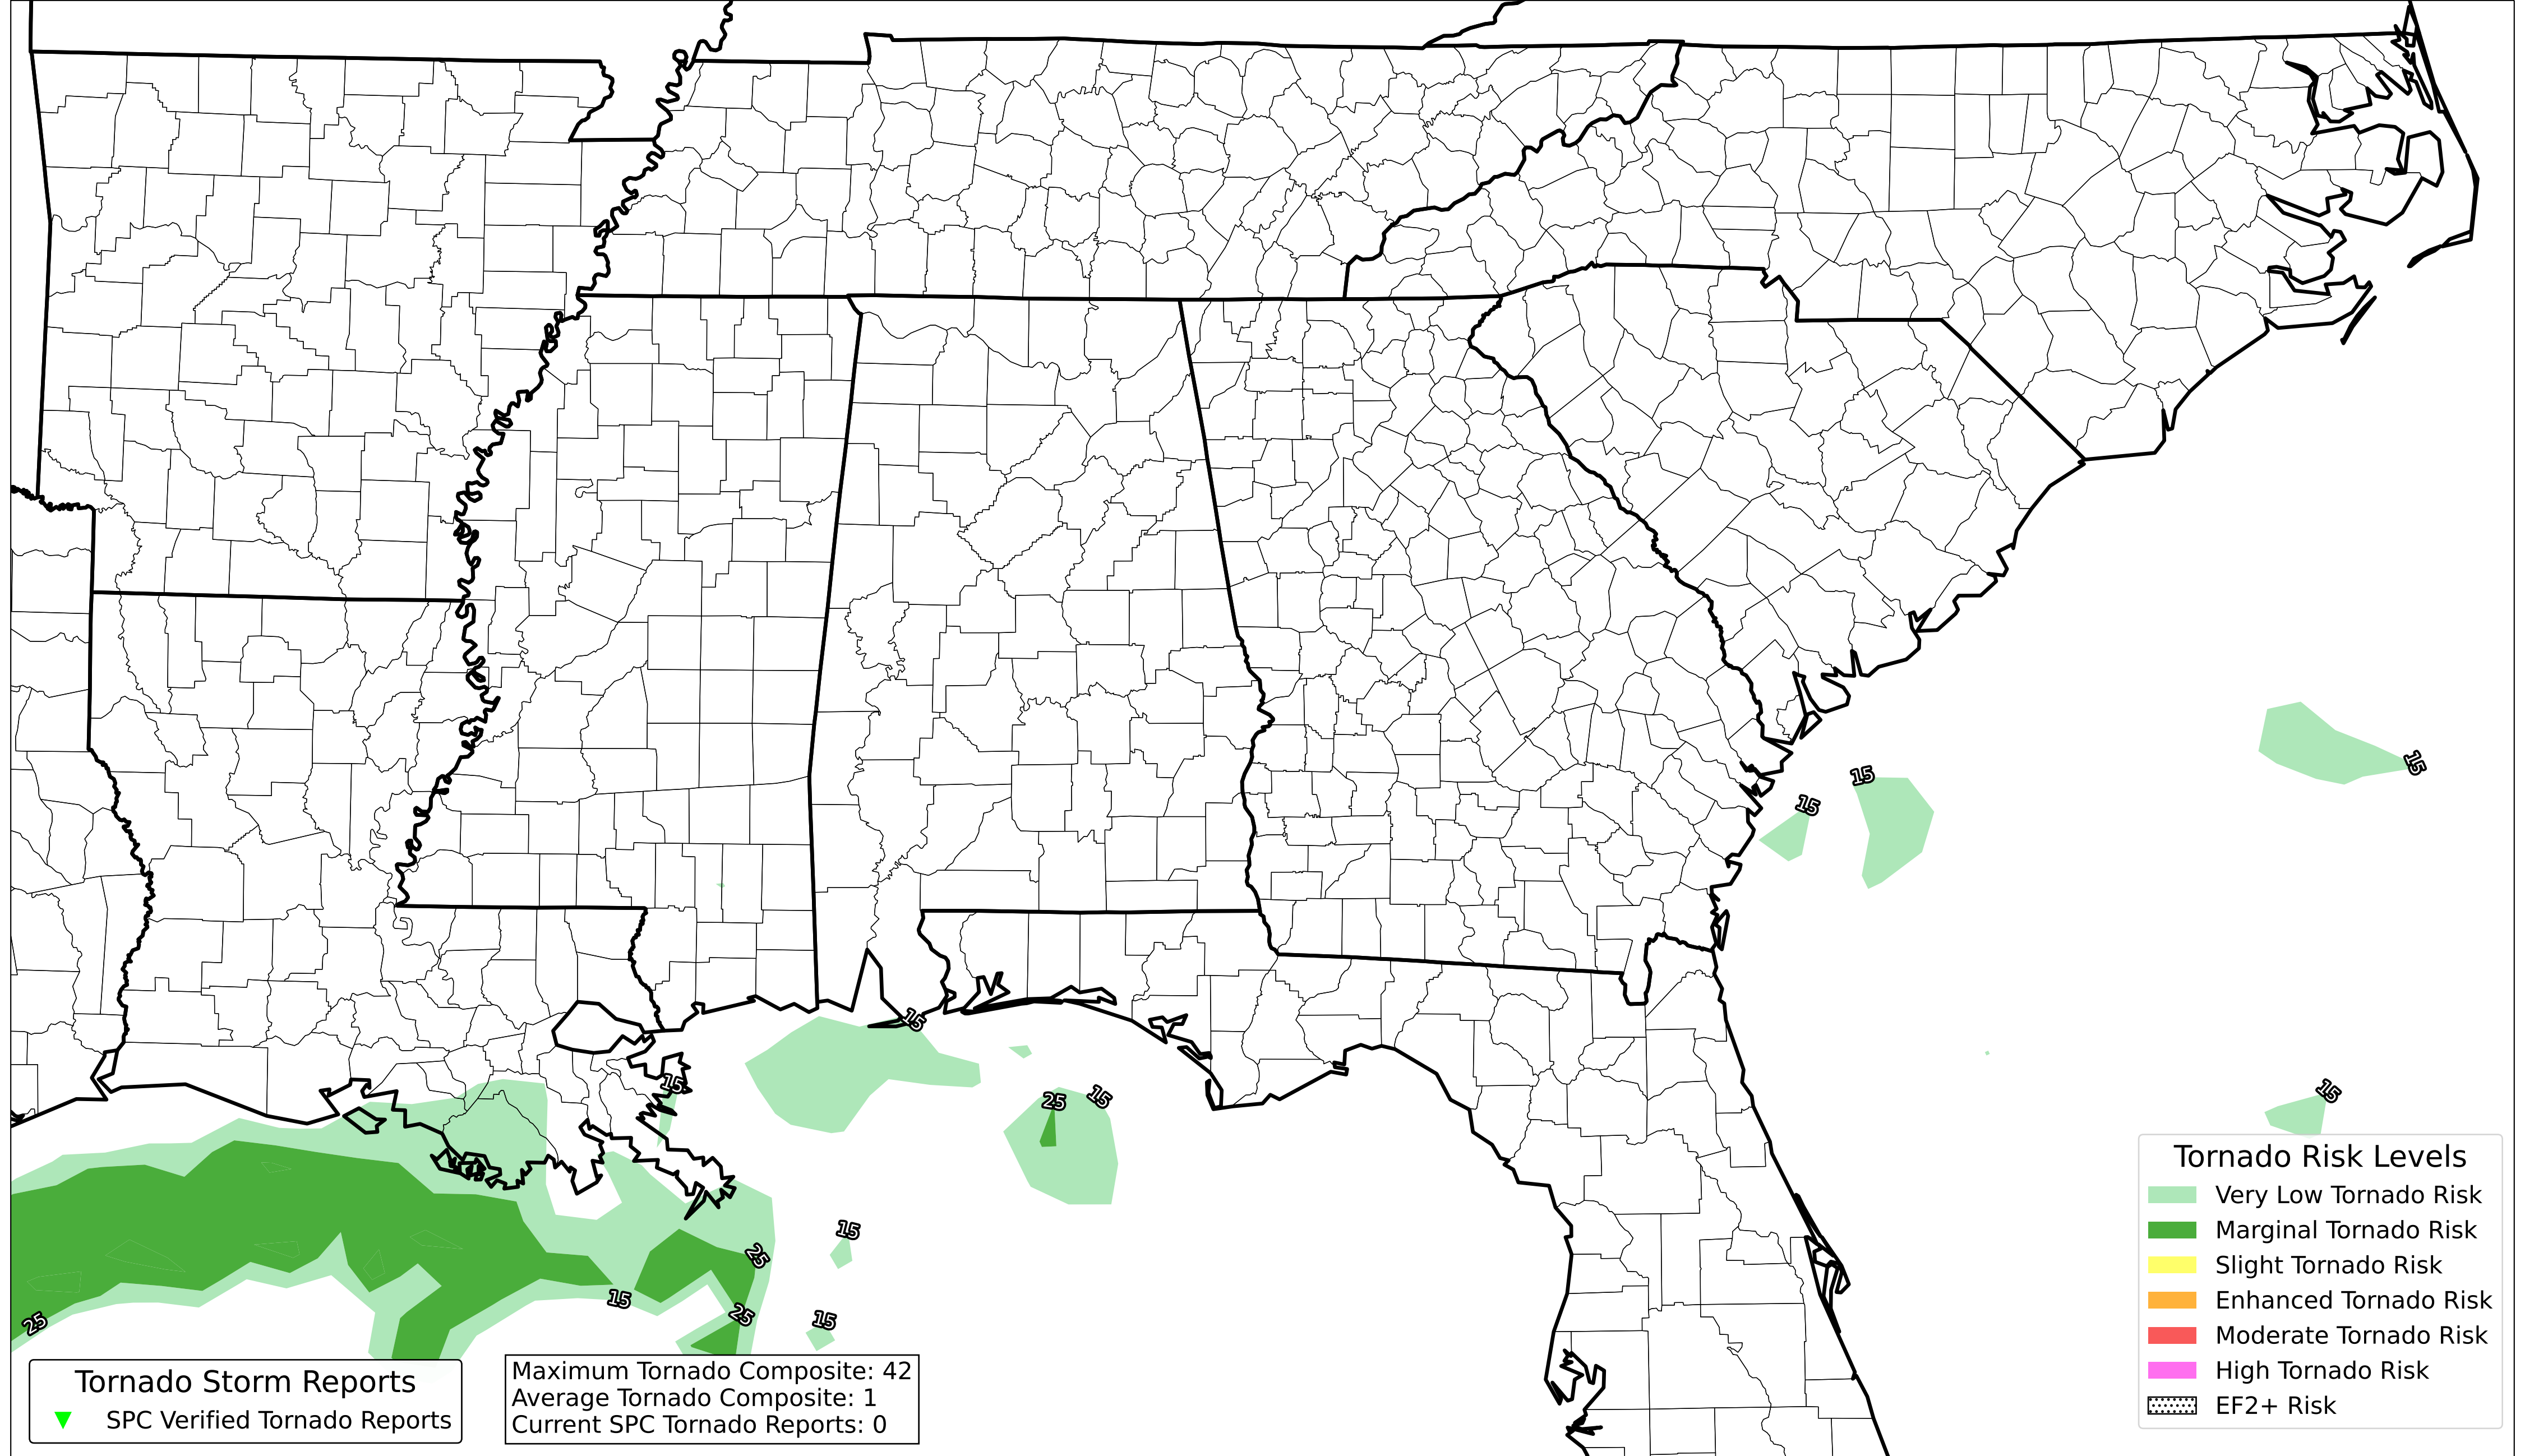 15
15
15
15
15
25
15
15
15
25
15
25
15
25
Tornado Risk Levels
Very Low Tornado Risk
Marginal Tornado Risk
Slight Tornado Risk
Enhanced Tornado Risk
Moderate Tornado Risk
High Tornado Risk
EF2+ Risk
Tornado Storm Reports
SPC Verified Tornado Reports
Maximum Tornado Composite: 42
Average Tornado Composite: 1
Current SPC Tornado Reports: 0